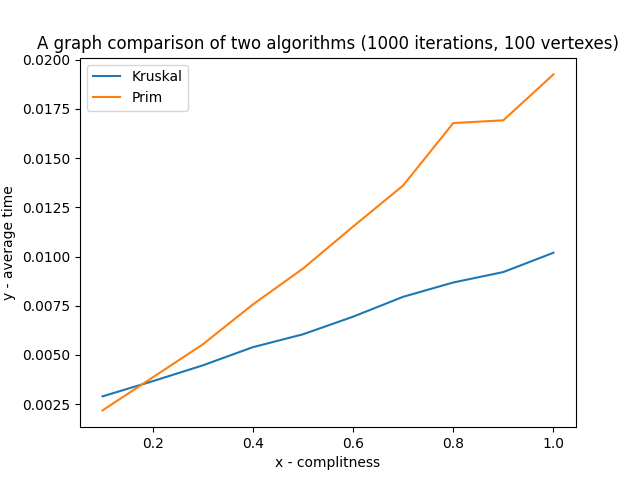 A graph comparison of two algorithms (1000 iterations, 100 vertexes)
Kruskal
Prim
0.0200
0.0175
0.0150
0.0125
0.0100
0.0075
0.0050
0.0025
y - average time
0.2 0.4 0.6 0.8 1.0
x - complitness